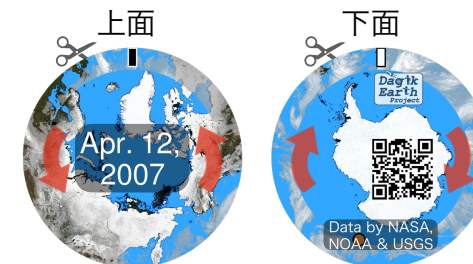 上面
下面
Apr. 12,
2007
Dagik
Earth
Project
Data by NASA,
NOAA & USGS